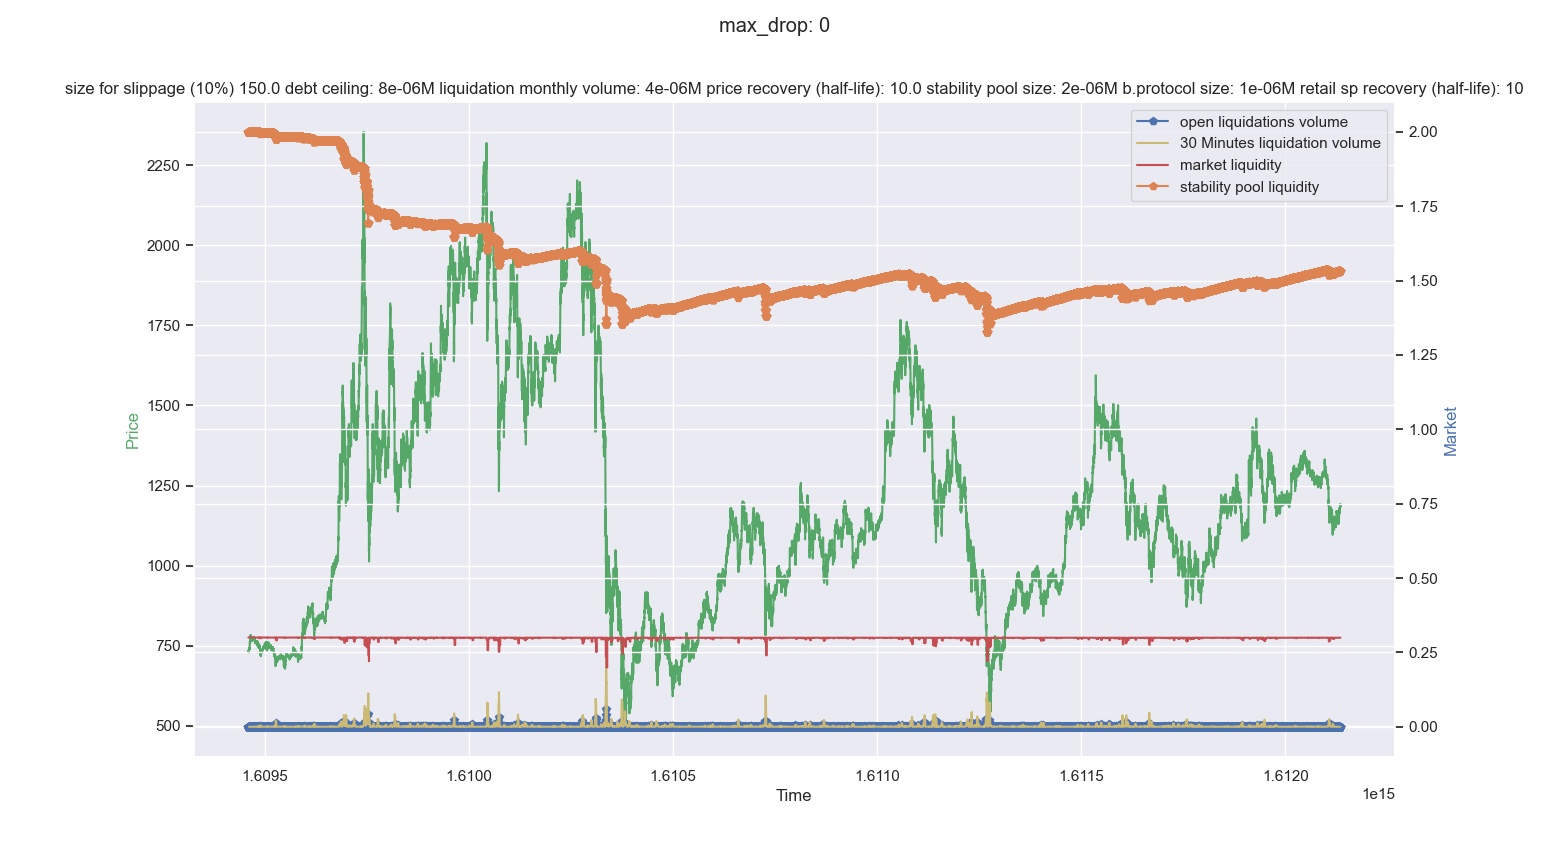 max_drop: 0
size for slippage (10%) 150.0 debt ceiling: 8e-06M liquidation monthly volume: 4e-06M price recovery (half-life): 10.0 stability pool size: 2e-06M b.protocol size: 1e-06M retail sp recovery (half-life): 10
open liquidations volume
30 Minutes liquidation volume
market liquidity
stability pool liquidity
2250
2000
1750
1500
1250
1000
750
500
Price
2.00
1.75
1.50
1.25
1.00
0.75
0.50
0.25
0.00
Market
1.6095
1.6100
1.6105
1.6110
1.6115
1.6120
1e15
Time